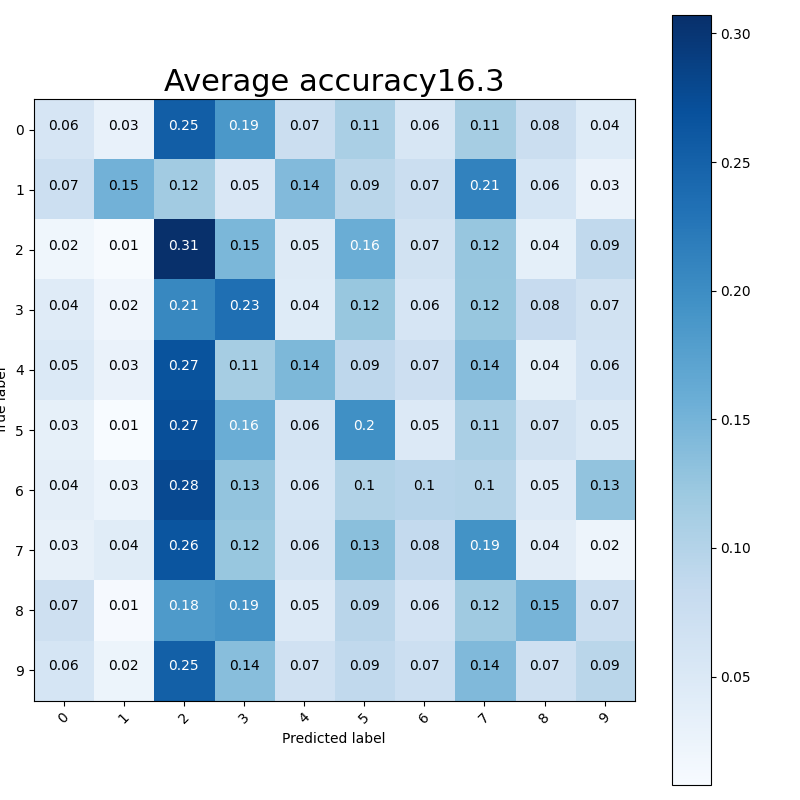 Average accuracy16.3
0 0.06 0.03 0.25 0.19 0.07 0.11 0.06 0.11 0.08 0.04
1 0.07 0.15 0.12 0.05 0.14 0.09 0.07 0.21 0.06 0.03
2 0.02 0.01 0.31 0.15 0.05 0.16 0.07 0.12 0.04 0.09
3 0.04 0.02 0.21 0.23 0.04 0.12 0.06 0.12 0.08 0.07
4 0.05 0.03 0.27 0.11 0.14 0.09 0.07 0.14 0.04 0.06
5 0.03 0.01 0.27 0.16 0.06 0.2 0.05 0.11 0.07 0.05
6 0.04 0.03 0.28 0.13 0.06 0.1 0.1 0.1 0.05 0.13
7 0.03 0.04 0.26 0.12 0.06 0.13 0.08 0.19 0.04 0.02
8 0.07 0.01 0.18 0.19 0.05 0.09 0.06 0.12 0.15 0.07
9 0.06 0.02 0.25 0.14 0.07 0.09 0.07 0.14 0.07 0.09
0 1 2 3 4 5 6 7 8 9
Predicted label
label
0.30
0.25
0.20
0.15
0.10
0.05